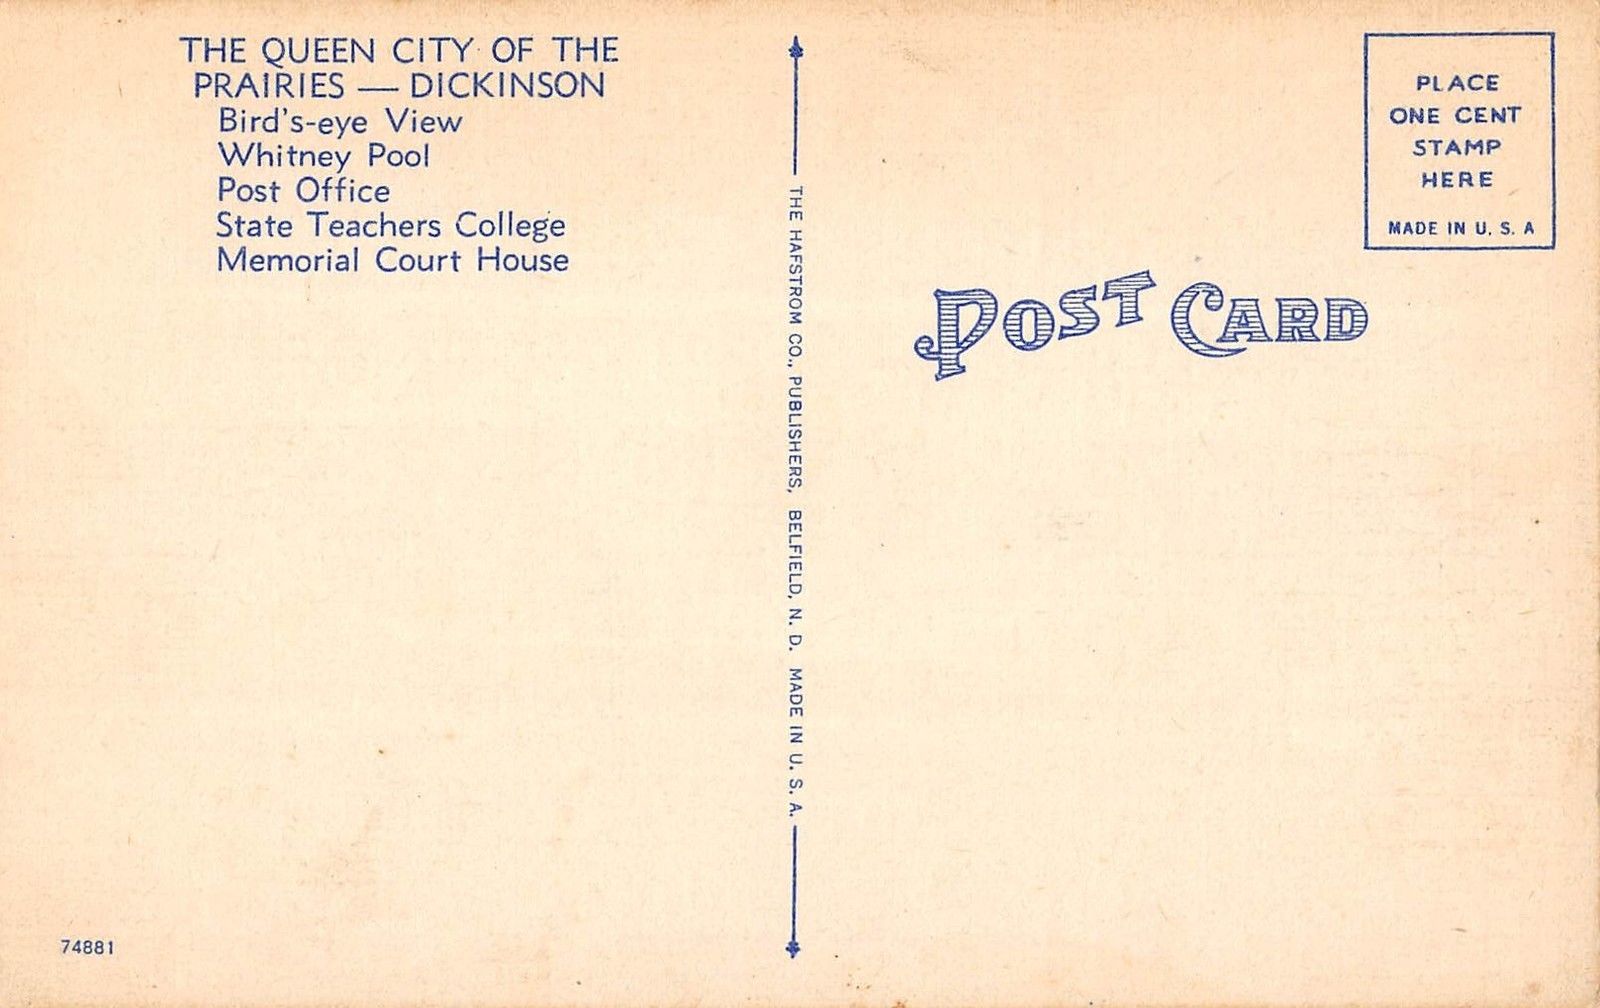 THE QUEEN CITY OF THE
PRAIRIES — DICKINSON
Bird's-eye View
Whitney Pool
Post Office
State Teachers College
Memorial Court House
74881
THE HAFSTROM CO., PUBLISHERS, BELFIELD, N. D. MADE IN U. S. A.
PLACE
ONE CENT
STAMP
HERE
MADE IN U. S. A
POST CARD